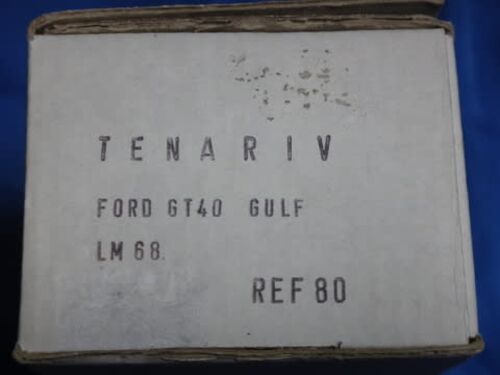 TENARIV
FORD GT40 GULF
LM 68.
REF 80